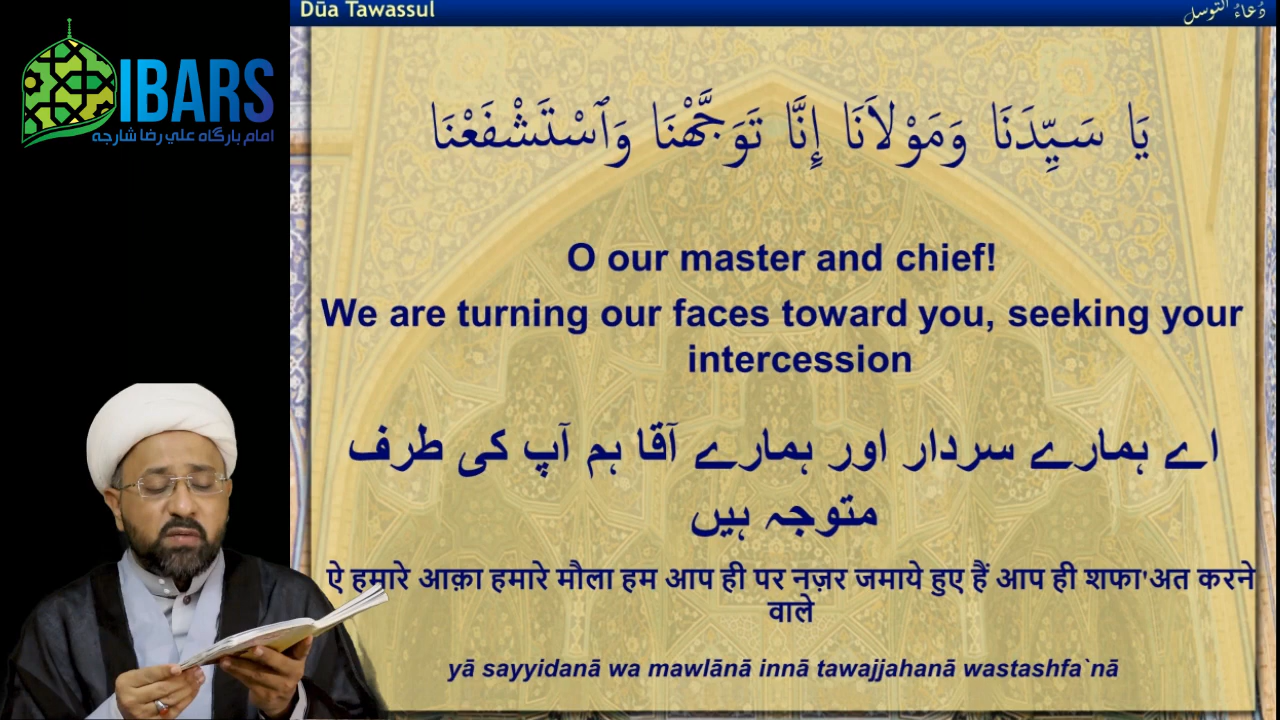 Dūa Tawassul
دُعاءُ التوسل
IBARS
امام بارگاه علي رضا شارجه
يَا سَيِّدَنَا وَمَوْلاَنَا إِنَّا تَوَجَّهْنَا وَٱسْتَشْفَعْنَا
O our master and chief!
We are turning our faces toward you, seeking your
intercession
اے ہمارے سردار اور ہمارے آقا ہم آپ کی طرف
متوجہ ہیں
ऐ हमारे आक़ा हमारे मौला हम आप ही पर नज़र जमाये हुए हैं आप ही शफा'अत करने
वाले
yā sayyidanā wa mawlānā innā tawajjahanā wastashfa`nā